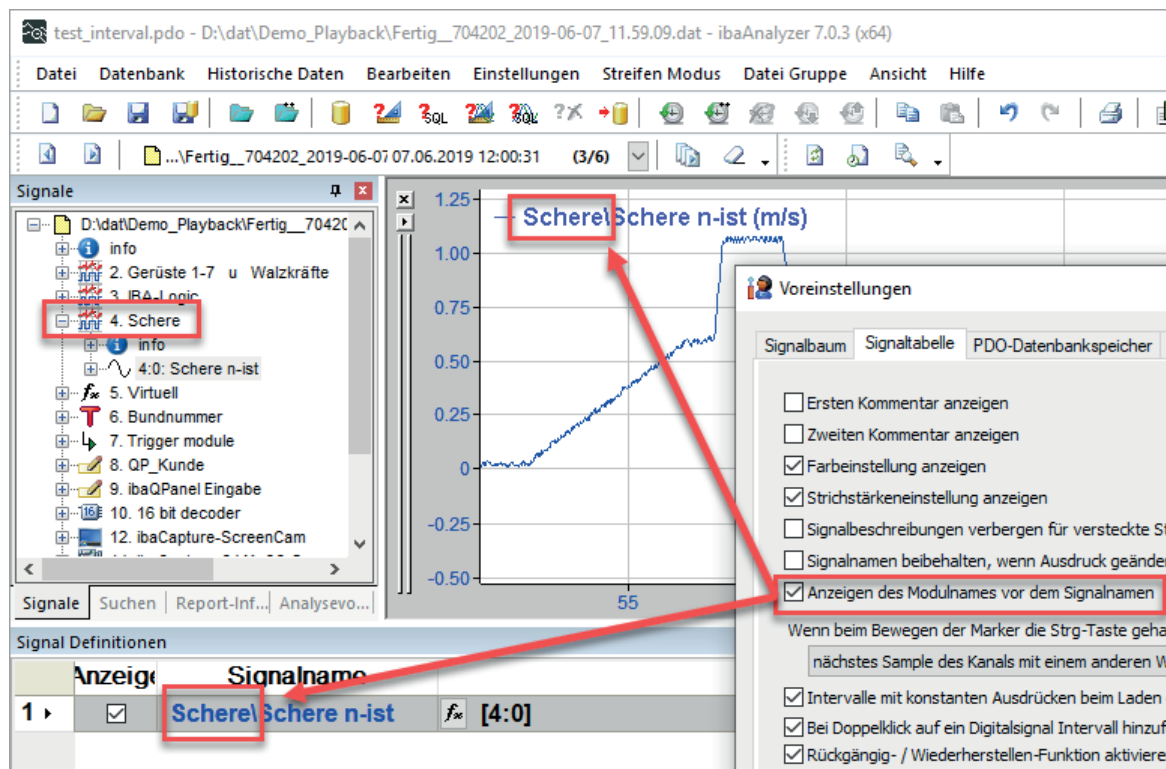 test_interval.pdo - D:\dat\Demo_Playback\Fertig__704202_2019-06-07_11.59.09.dat - ibaAnalyzer 7.0.3 (x64)
Datei Datenbank Historische Daten Bearbeiten Einstellungen Streifen Modus Datei Gruppe Ansicht Hilfe
?SQL ?SQL
...\Fertig__704202_2019-06-07 07.06.2019 12:00:31 (3/6)
Signale
D:\dat\Demo_Playback\Fertig__70420
info
2. Gerüste 1-7 u Walzkräfte
3. IBA-Logic
4. Schere
info
4:0: Schere n-ist
5. Virtuell
6. Bundnummer
7. Trigger module
8. QP_Kunde
9. ibaQPanel Eingabe
10. 16 bit decoder
12. ibaCapture-ScreenCam
Signale Suchen Report-Inf... Analysevo...
Schere\Schere n-ist (m/s)
1.25
1.00
0.75
0.50
0.25
0
-0.25
-0.50
55
Voreinstellungen
Signalbaum Signaltabelle PDO-Datenbankspeicher
Ersten Kommentar anzeigen
Zweiten Kommentar anzeigen
Farbeinstellung anzeigen
Strichstärkeneinstellung anzeigen
Signalbeschreibungen verbergen für versteckte St
Signalnamen beibehalten, wenn Ausdruck geänder
Anzeigen des Modulnames vor dem Signalnamen
Wenn beim Bewegen der Marker die Strg-Taste geha
nächstes Sample des Kanals mit einem anderen W
Intervalle mit konstanten Ausdrücken beim Laden
Bei Doppelklick auf ein Digitalsignal Intervall hinzuf
Rückgängig- / Wiederherstellen-Funktion aktiviere
Signal Definitionen
Anzeige Signalname
1 Schere\Schere n-ist fx [4:0]